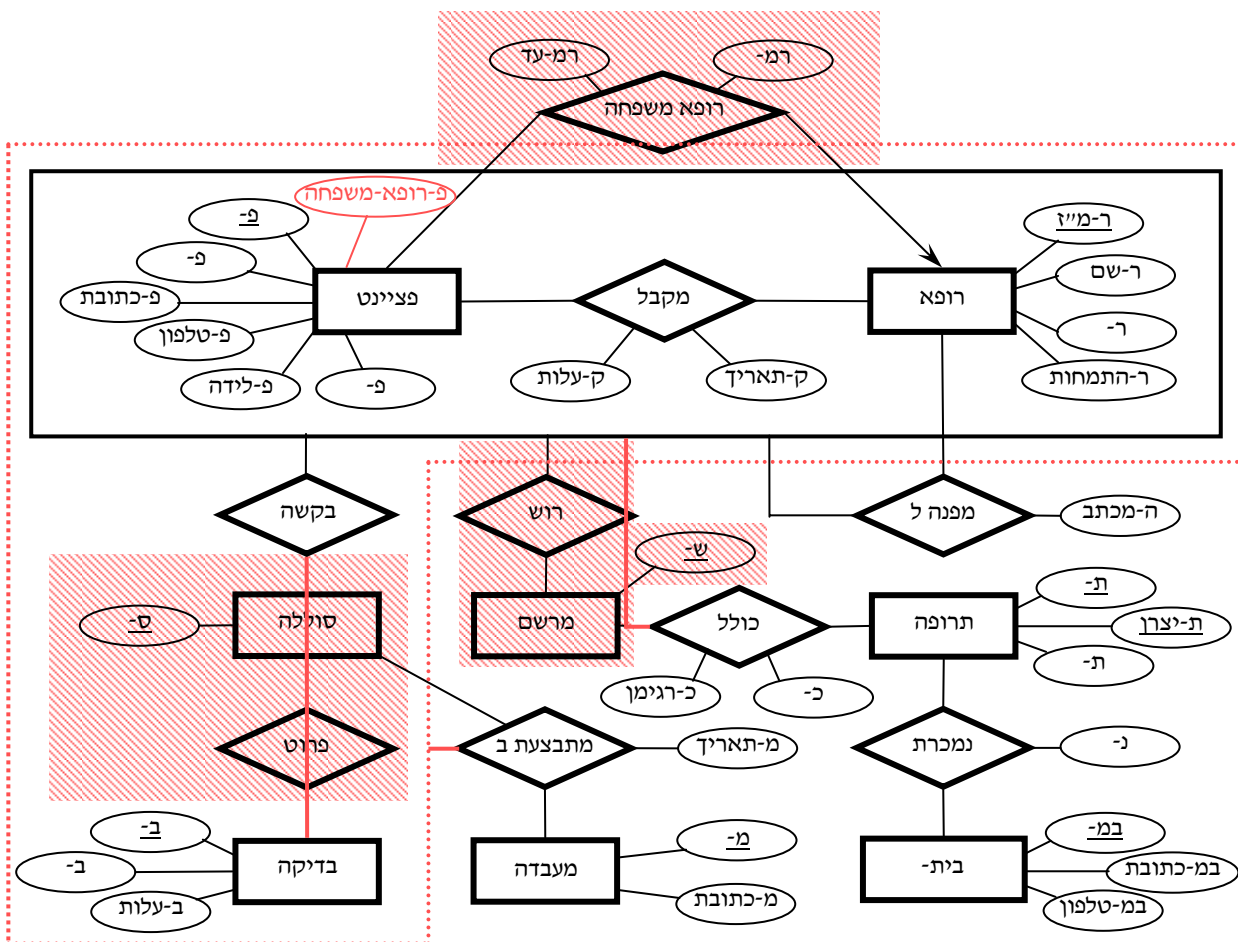 רמ-עד
רמ-
רופא משפחה
פ-רופא-משפחה
פ-
ר-מ"ז
פ-
ר-שם
פציינט
מקבל
רופא
פ-כתובת
פ-טלפון
ר-
פ-לידה
פ-
ק-עלות
ק-תאריך
ר-התמחות
בקשה
רוש
מפנה ל
ה-מכתב
ש-
ת-
ס-
סוללה
מרשם
כולל
תרופה
ת-יצרן
ת-
כ-רגימן
כ-
פרוט
מתבצעת ב
מ-תאריך
נמכרת
נ-
ב-
מ-
במ-
ב-
בדיקה
מעבדה
בית-
במ-כתובת
ב-עלות
מ-כתובת
במ-טלפון